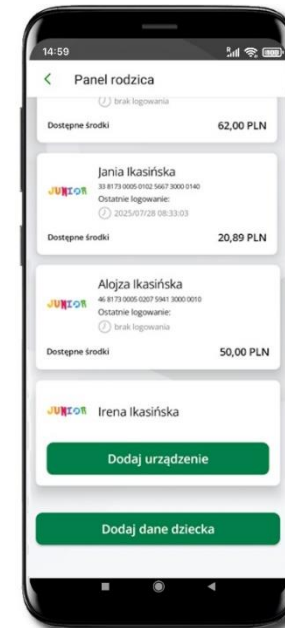 14:59
Panel rodzica
brak logowania
Dostępne środki 62,00 PLN
Jania Ikasińska
JUNIOR
33 8173 0005 0102 5667 3000 0140
Ostatnie logowanie:
2025/07/28 08:33:03
Dostępne środki 20,89 PLN
Alojza Ikasińska
JUNIOR
46 8173 0005 0207 5941 3000 0010
Ostatnie logowanie:
brak logowania
Dostępne środki 50,00 PLN
JUNIOR Irena Ikasińska
Dodaj urządzenie
Dodaj dane dziecka